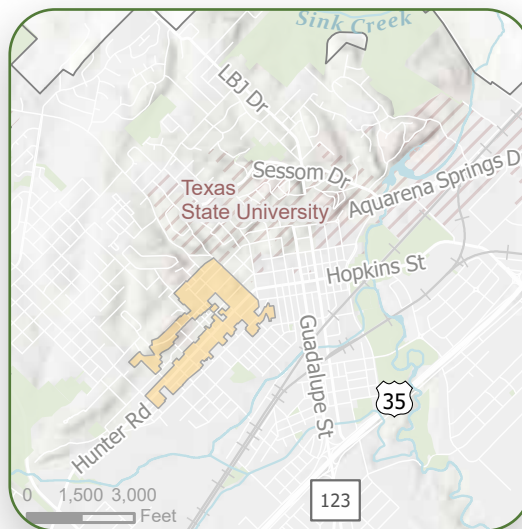 Sink Creek
LBJ Dr
Sessom Dr
Texas
State University
Aquarena Springs D
Hopkins St
Guadalupe St
35
Hunter Rd
123
0 1,500 3,000
Feet